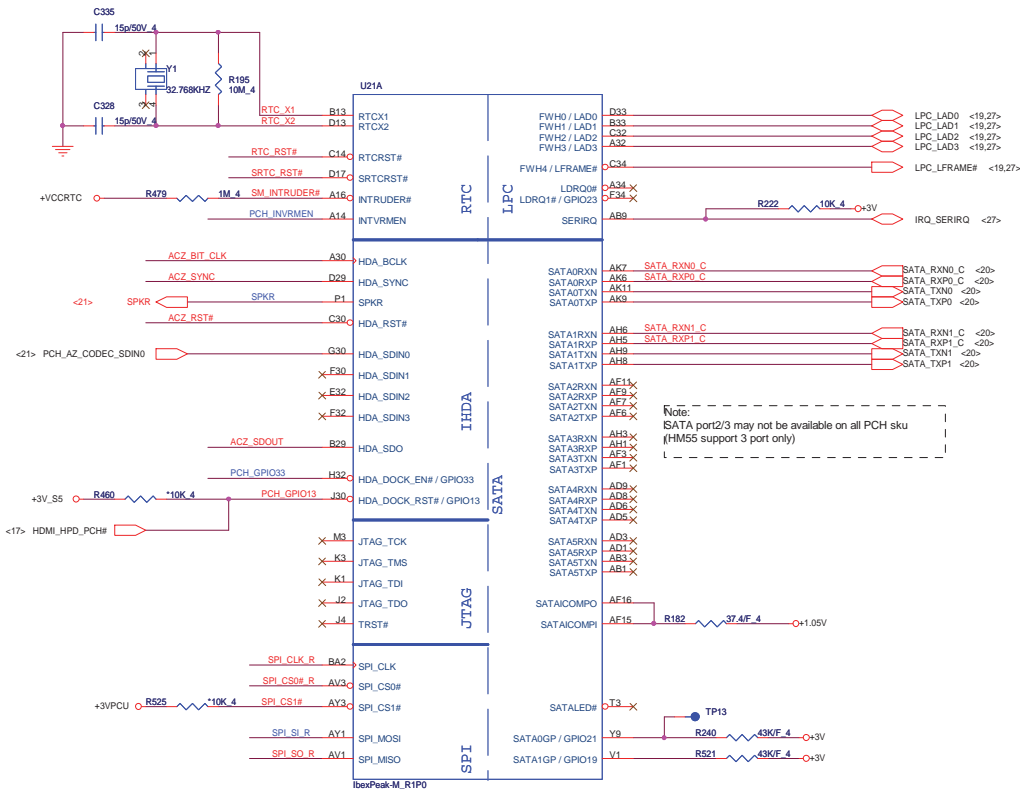 C335
15p/50V_4
2
1
Y1
32.768KHZ
3
4
R195
10M_4
C328
15p/50V_4
U21A
RTC_X1 B13 RTCX1
RTC_X2 D13 RTCX2
RTC_RST# C14 RTCRST#
SRTC_RST# D17 SRTCRST#
+VCCRTC R479 1M_4 SM_INTRUDER# A16 INTRUDER#
PCH_INVRMEN A14 INTVRMEN
RTC
LPC
FWH0 / LAD0 D33 LPC_LAD0 <19,27>
FWH1 / LAD1 B33 LPC_LAD1 <19,27>
FWH2 / LAD2 C32 LPC_LAD2 <19,27>
FWH3 / LAD3 A32 LPC_LAD3 <19,27>
FWH4 / LFRAME# C34 LPC_LFRAME# <19,27>
LDRQ0# A34
LDRQ1# / GPIO23 F34
SERIRQ AB9 R222 10K_4 +3V IRQ_SERIRQ <27>
ACZ_BIT_CLK A30 HDA_BCLK
ACZ_SYNC D29 HDA_SYNC
<21> SPKR SPKR P1 SPKR
ACZ_RST# C30 HDA_RST#
<21> PCH_AZ_CODEC_SDIN0 G30 HDA_SDIN0
F30 HDA_SDIN1
E32 HDA_SDIN2
F32 HDA_SDIN3
ACZ_SDOUT B29 HDA_SDO
PCH_GPIO33 H32 HDA_DOCK_EN# / GPIO33
+3V_S5 R460 *10K_4 PCH_GPIO13 J30 HDA_DOCK_RST# / GPIO13
<17> HDMI_HPD_PCH#
IHDA
SATA
SATA0RXN AK7 SATA_RXN0_C SATA_RXN0_C <20>
SATA0RXP AK6 SATA_RXP0_C SATA_RXP0_C <20>
SATA0TXN AK11 SATA_TXN0 <20>
SATA0TXP AK9 SATA_TXP0 <20>
SATA1RXN AH6 SATA_RXN1_C SATA_RXN1_C <20>
SATA1RXP AH5 SATA_RXP1_C SATA_RXP1_C <20>
SATA1TXN AH9 SATA_TXN1 <20>
SATA1TXP AH8 SATA_TXP1 <20>
SATA2RXN AF11
SATA2RXP AF9
SATA2TXN AF7
SATA2TXP AF6
SATA3RXN AH3
SATA3RXP AH1
SATA3TXN AF3
SATA3TXP AF1
SATA4RXN AD9
SATA4RXP AD8
SATA4TXN AD6
SATA4TXP AD5
SATA5RXN AD3
SATA5RXP AD1
SATA5TXN AB3
SATA5TXP AB1
Note:
SATA port2/3 may not be available on all PCH sku
(HM55 support 3 port only)
M3 JTAG_TCK
K3 JTAG_TMS
K1 JTAG_TDI
J2 JTAG_TDO
J4 TRST#
JTAG
SATAICOMPO AF16
SATAICOMPI AF15 R182 37.4/F_4 +1.05V
SPI_CLK_R BA2 SPI_CLK
SPI_CS0#_R AV3 SPI_CS0#
+3VPCU R525 *10K_4 SPI_CS1# AY3 SPI_CS1#
SPI_SI_R AY1 SPI_MOSI
SPI_SO_R AV1 SPI_MISO
SPI
SATALED# T3
TP13
SATA0GP / GPIO21 Y9 R240 43K/F_4 +3V
SATA1GP / GPIO19 V1 R521 43K/F_4 +3V
IbexPeak-M_R1P0